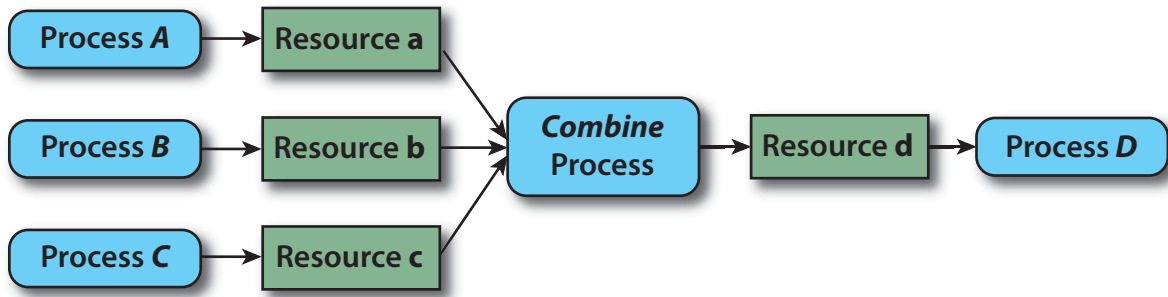 Process A
Resource a
Process B
Resource b
Process C
Resource c
Combine
Process
Resource d
Process D